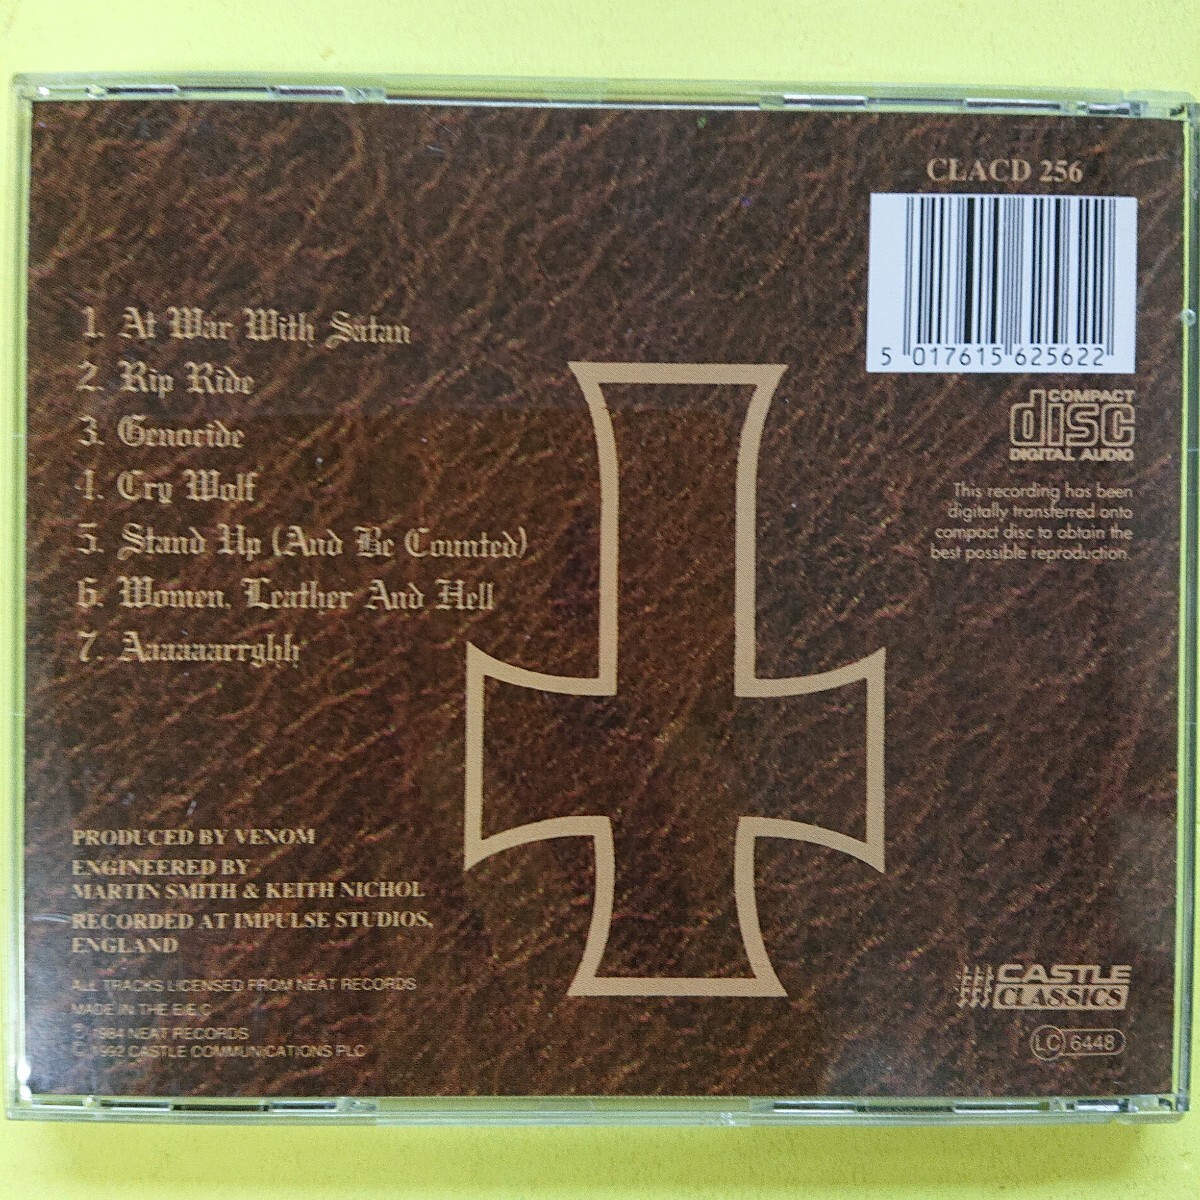 CLACD 256
5 017615 625622
COMPACT
disc
DIGITAL AUDIO
This recording has been
digitally transferred onto
compact disc to obtain the
best possible reproduction.
1. At War With Satan
2. Rip Ride
3. Genocide
4. Cry Wolf
5. Stand Up (And Be Counted)
6. Women, Leather And Hell
7. Aaaaaarrghh
PRODUCED BY VENOM
ENGINEERED BY
MARTIN SMITH & KEITH NICHOL
RECORDED AT IMPULSE STUDIOS,
ENGLAND
ALL TRACKS LICENSED FROM NEAT RECORDS
MADE IN THE E.E.C
℗ 1984 NEAT RECORDS
© 1992 CASTLE COMMUNICATIONS PLC
CASTLE
CLASSICS
LC 6448